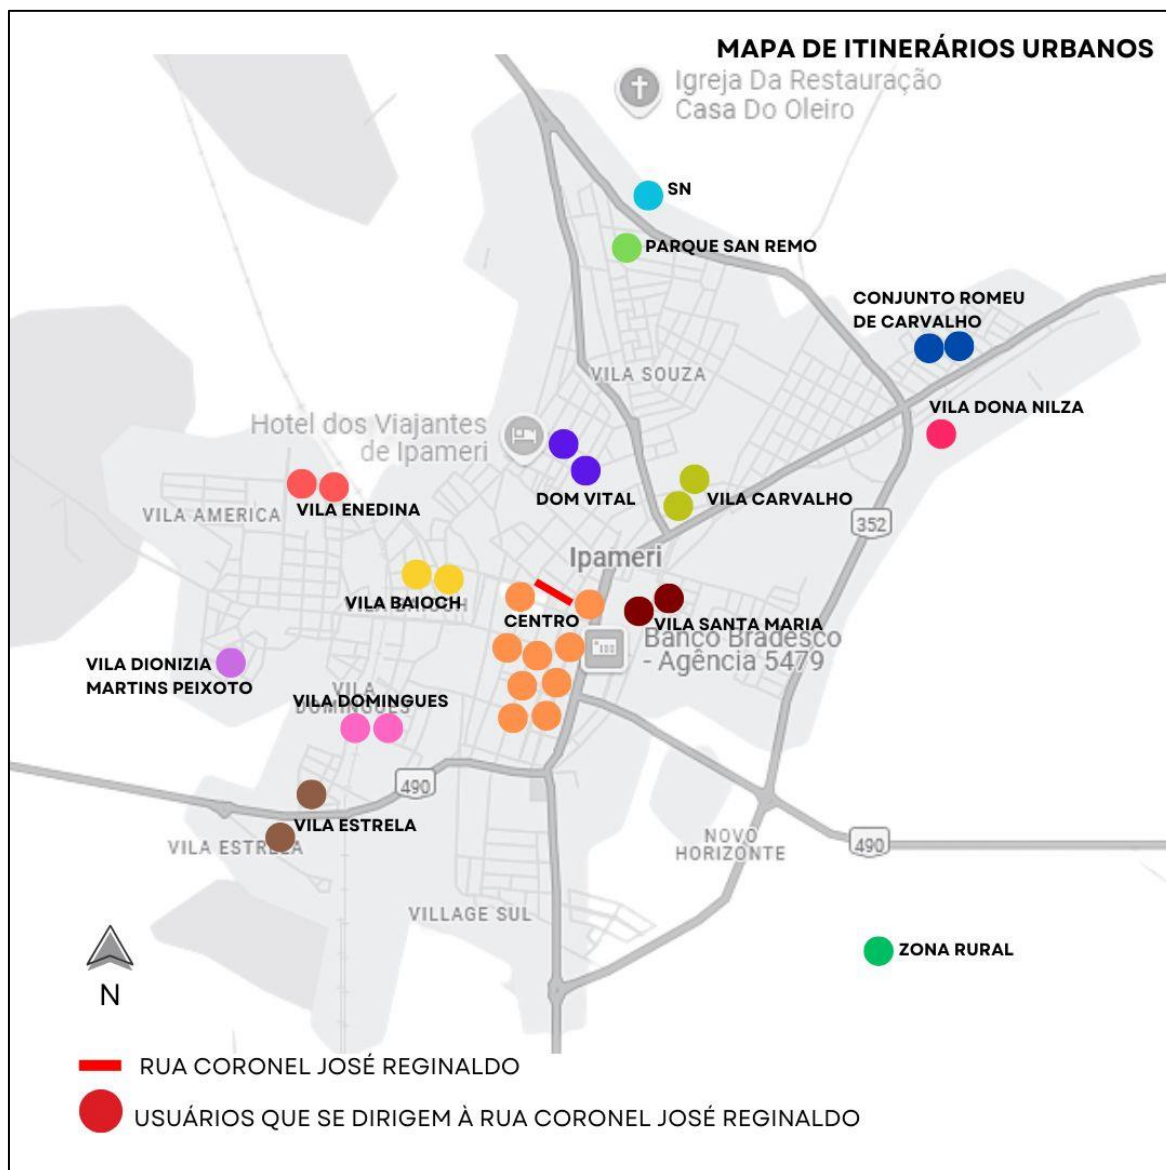 MAPA DE ITINERÁRIOS URBANOS
Igreja Da Restauração
Casa Do Oleiro
SN
PARQUE SAN REMO
CONJUNTO ROMEU
DE CARVALHO
VILA SOUZA
VILA DONA NILZA
Hotel dos Viajantes
de Ipameri
DOM VITAL
VILA CARVALHO
VILA ENEDINA
VILA AMERICA
352
Ipameri
VILA BAIOCH
CENTRO
VILA SANTA MARIA
Banco Bradesco
- Agência 5479
VILA DIONIZIA
MARTINS PEIXOTO
VILA
DOMINGUES
VILA DOMINGUES
490
VILA ESTRELA
VILA ESTRELA
NOVO
HORIZONTE
490
VILLAGE SUL
ZONA RURAL
N
RUA CORONEL JOSÉ REGINALDO
USUÁRIOS QUE SE DIRIGEM À RUA CORONEL JOSÉ REGINALDO